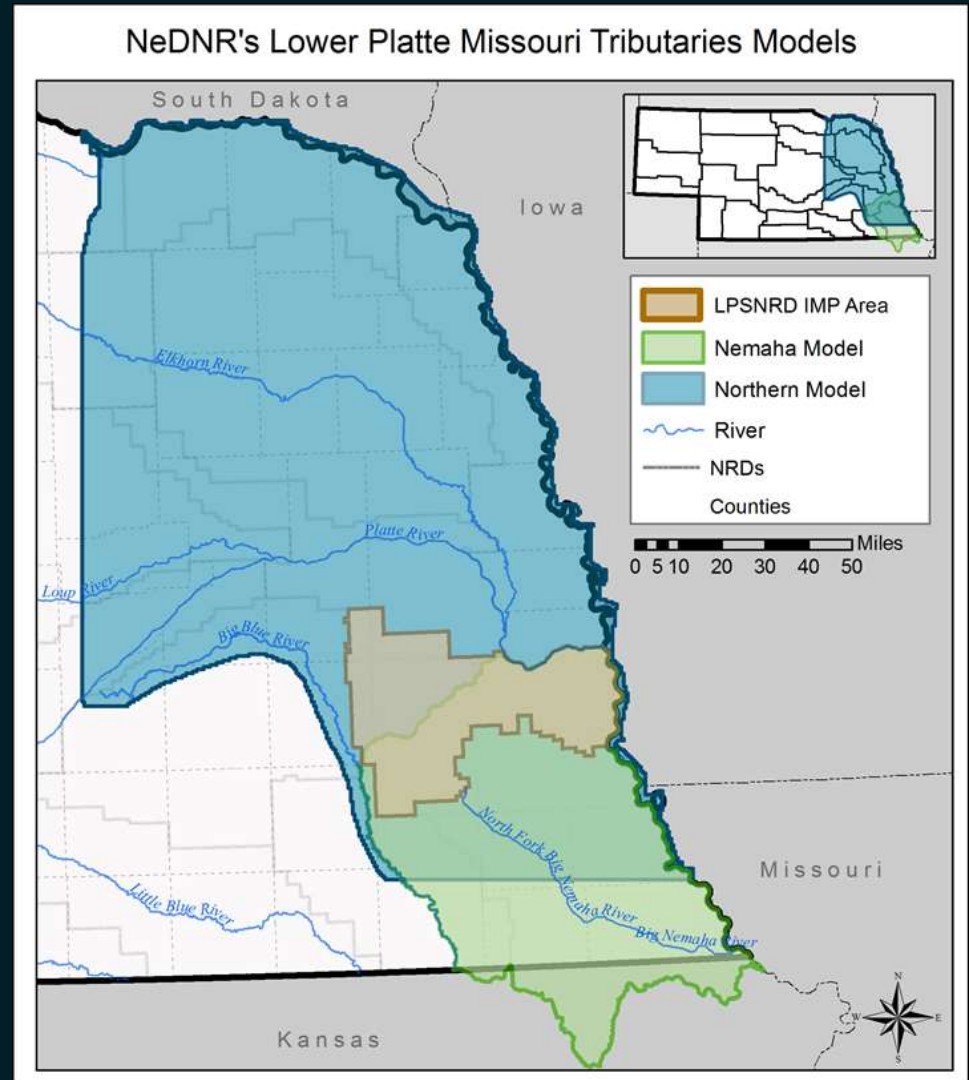 NeDNR's Lower Platte Missouri Tributaries Models
South Dakota
Iowa
LPSNRD IMP Area
Nemaha Model
Northern Model
River
NRDs
Counties
Miles
0 5 10 20 30 40 50
Elkhorn River
Platte River
Loup River
Big Blue River
North Fork Big Nemaha River
Big Nemaha River
Little Blue River
Missouri
Kansas
N
W E
S